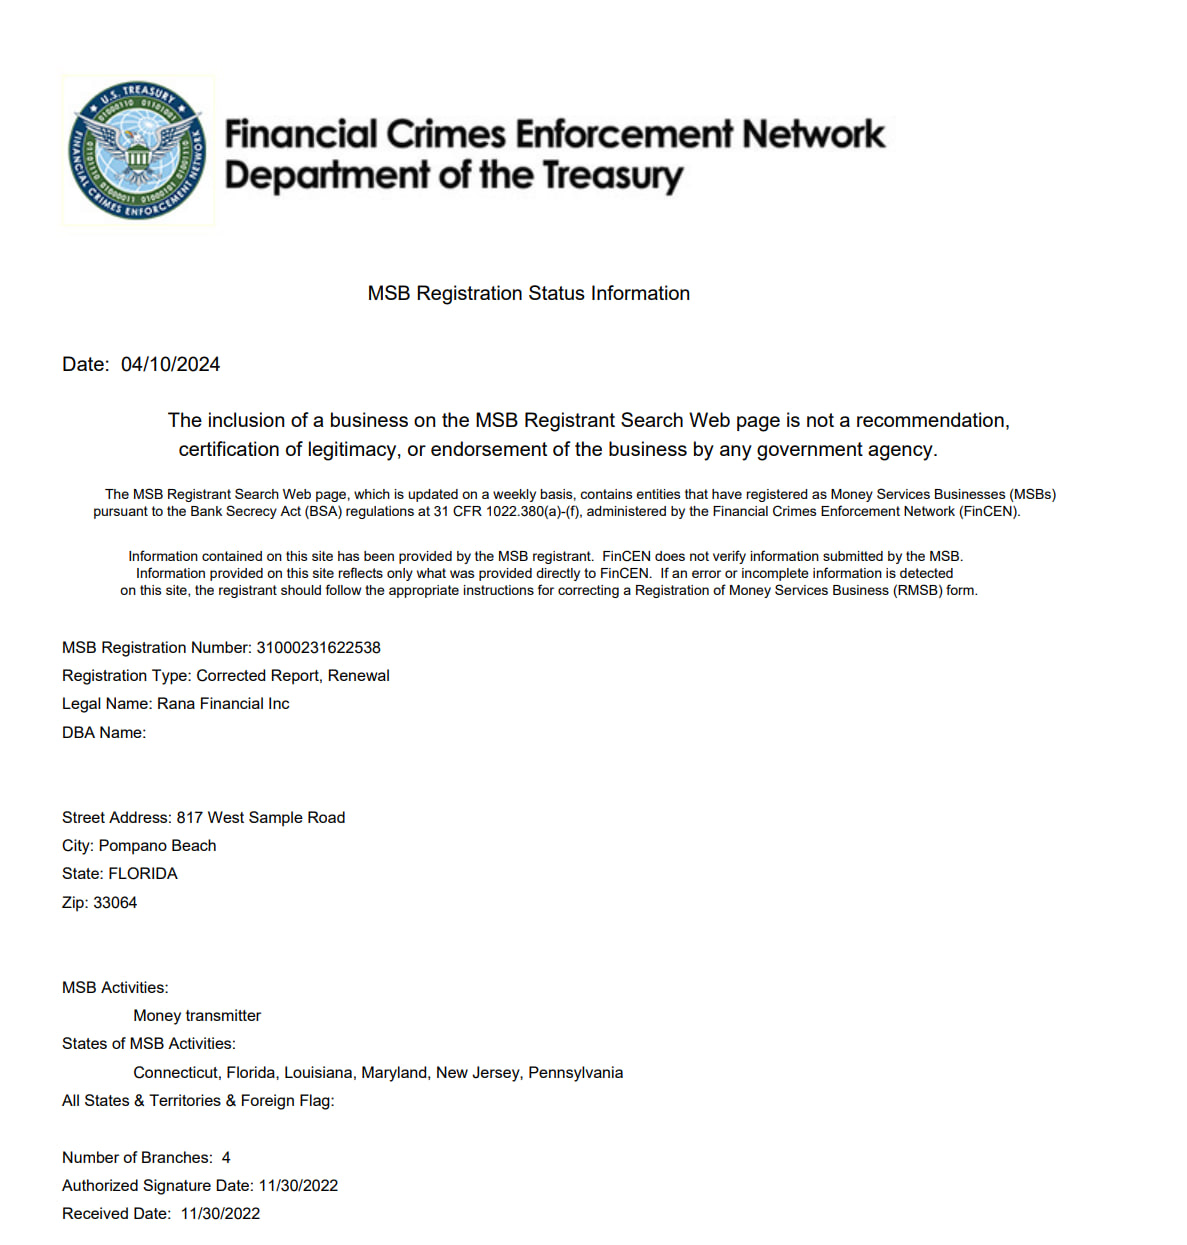 U.S. TREASURY
FINANCIAL CRIMES ENFORCEMENT NETWORK
Financial Crimes Enforcement Network
Department of the Treasury
MSB Registration Status Information
Date: 04/10/2024
The inclusion of a business on the MSB Registrant Search Web page is not a recommendation,
certification of legitimacy, or endorsement of the business by any government agency.
The MSB Registrant Search Web page, which is updated on a weekly basis, contains entities that have registered as Money Services Businesses (MSBs)
pursuant to the Bank Secrecy Act (BSA) regulations at 31 CFR 1022.380(a)-(f), administered by the Financial Crimes Enforcement Network (FinCEN).
Information contained on this site has been provided by the MSB registrant. FinCEN does not verify information submitted by the MSB.
Information provided on this site reflects only what was provided directly to FinCEN. If an error or incomplete information is detected
on this site, the registrant should follow the appropriate instructions for correcting a Registration of Money Services Business (RMSB) form.
MSB Registration Number: 31000231622538
Registration Type: Corrected Report, Renewal
Legal Name: Rana Financial Inc
DBA Name:
Street Address: 817 West Sample Road
City: Pompano Beach
State: FLORIDA
Zip: 33064
MSB Activities:
Money transmitter
States of MSB Activities:
Connecticut, Florida, Louisiana, Maryland, New Jersey, Pennsylvania
All States & Territories & Foreign Flag:
Number of Branches: 4
Authorized Signature Date: 11/30/2022
Received Date: 11/30/2022